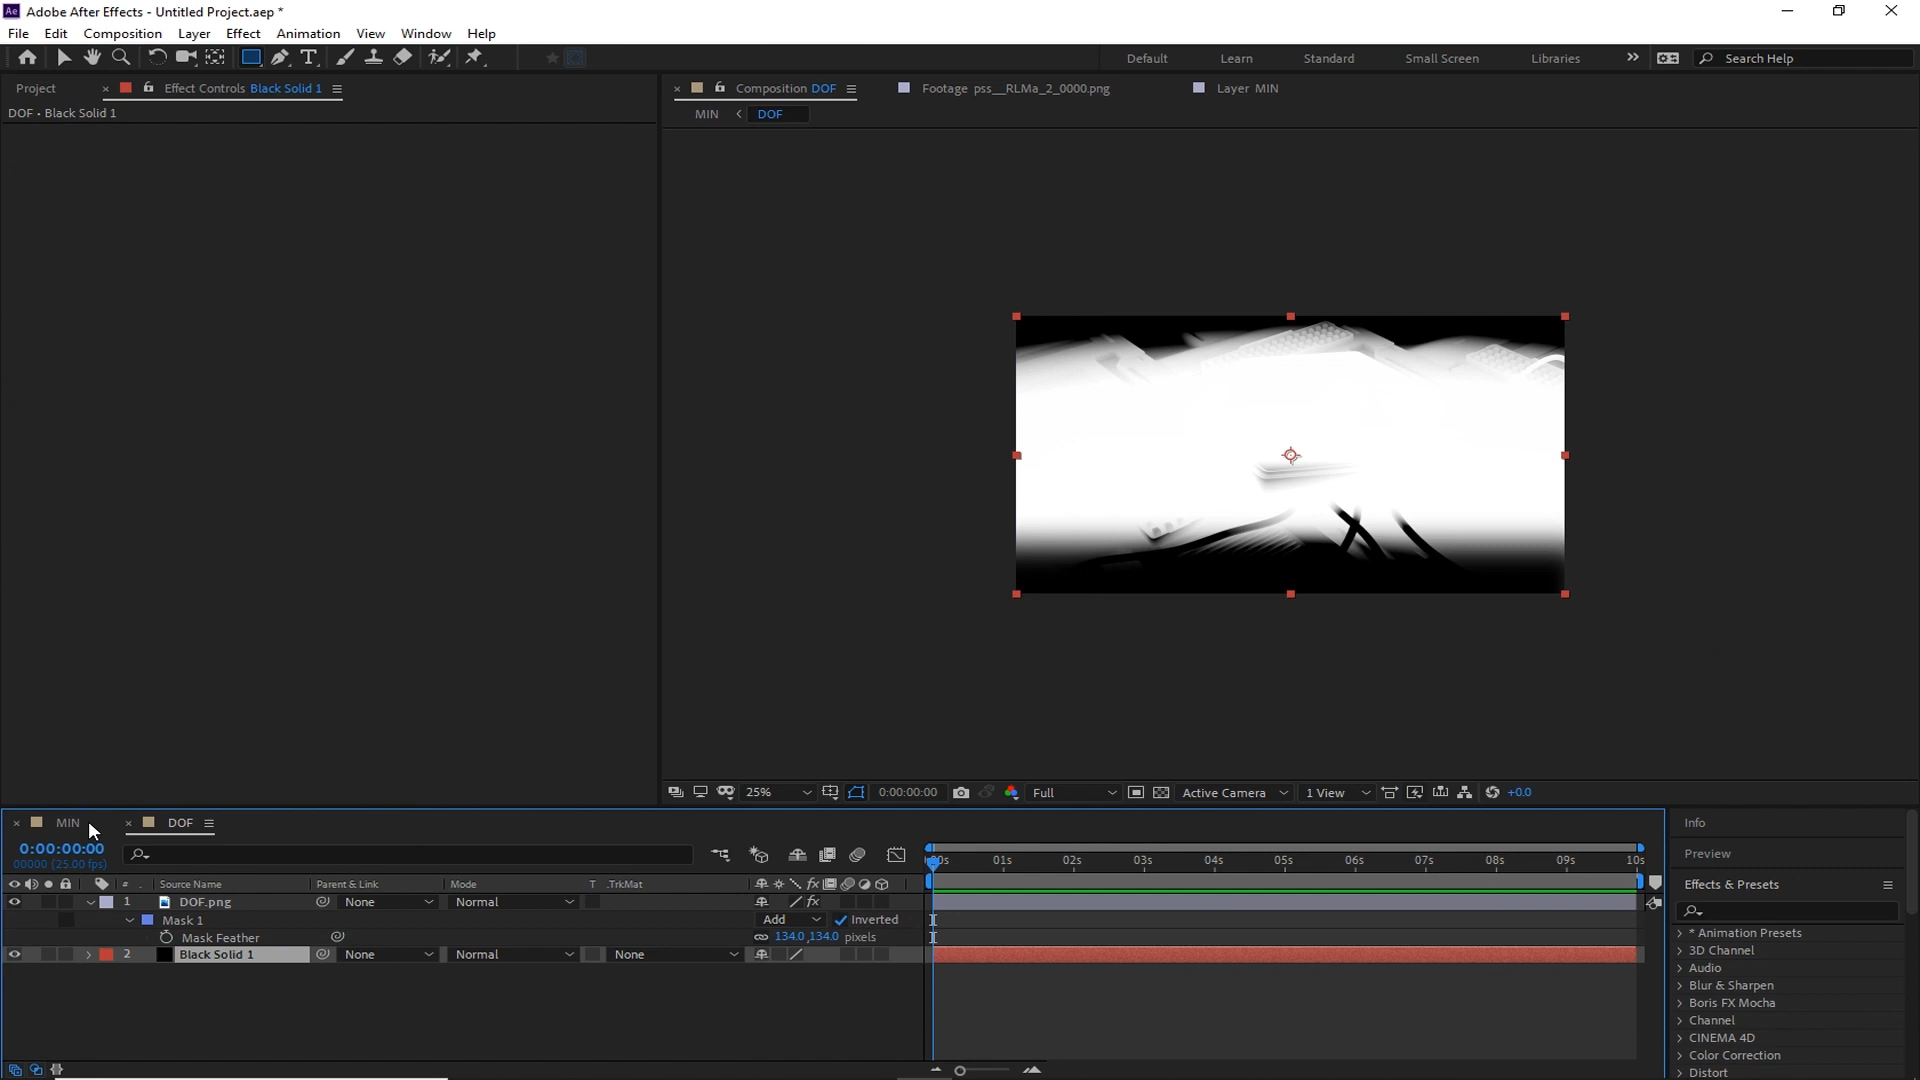 Ae Adobe After Effects - Untitled Project.aep *
File Edit Composition Layer Effect Animation View Window Help
T Default Learn Standard Small Screen Libraries Search Help
Project × Effect Controls Black Solid 1 × Composition DOF Footage pss__RLMa_2_0000.png Layer MIN
DOF • Black Solid 1 MIN < DOF
25% 0:00:00:00 Full Active Camera 1 View +0.0
× MIN × DOF Info
0:00:00:00
00000 (25.00 fps)
Preview
00s 01s 02s 03s 04s 05s 06s 07s 08s 09s 10s
# Source Name Parent & Link Mode T .TrkMat fx Effects & Presets
1 DOF.png None Normal fx
Mask 1 Add Inverted
* Animation Presets
Mask Feather 134.0,134.0 pixels
3D Channel
2 Black Solid 1 None Normal None
Audio
Blur & Sharpen
Boris FX Mocha
Channel
CINEMA 4D
Color Correction
Distort